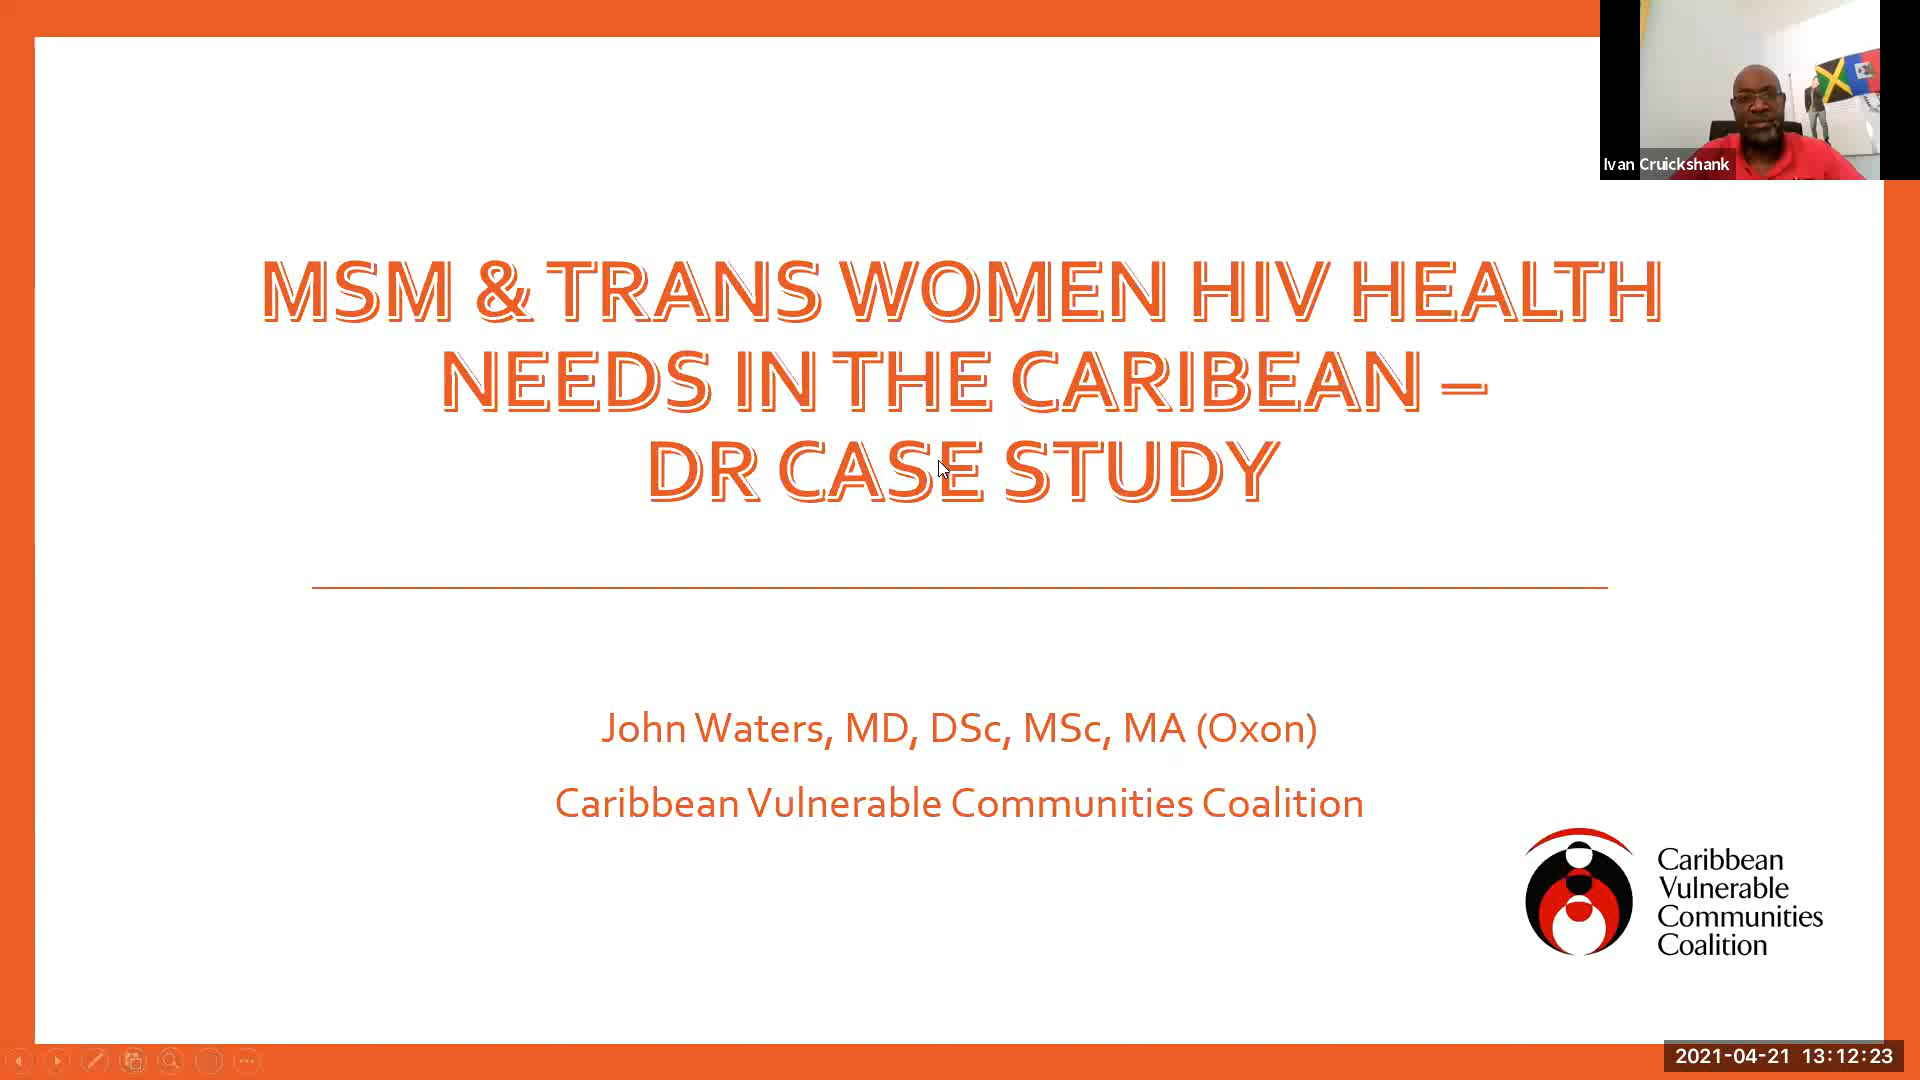 Ivan Cruickshank
MSM & TRANS WOMEN HIV HEALTH
NEEDS IN THE CARIBEAN –
DR CASE STUDY
John Waters, MD, DSc, MSc, MA (Oxon)
Caribbean Vulnerable Communities Coalition
Caribbean
Vulnerable
Communities
Coalition
2021-04-21 13:12:23